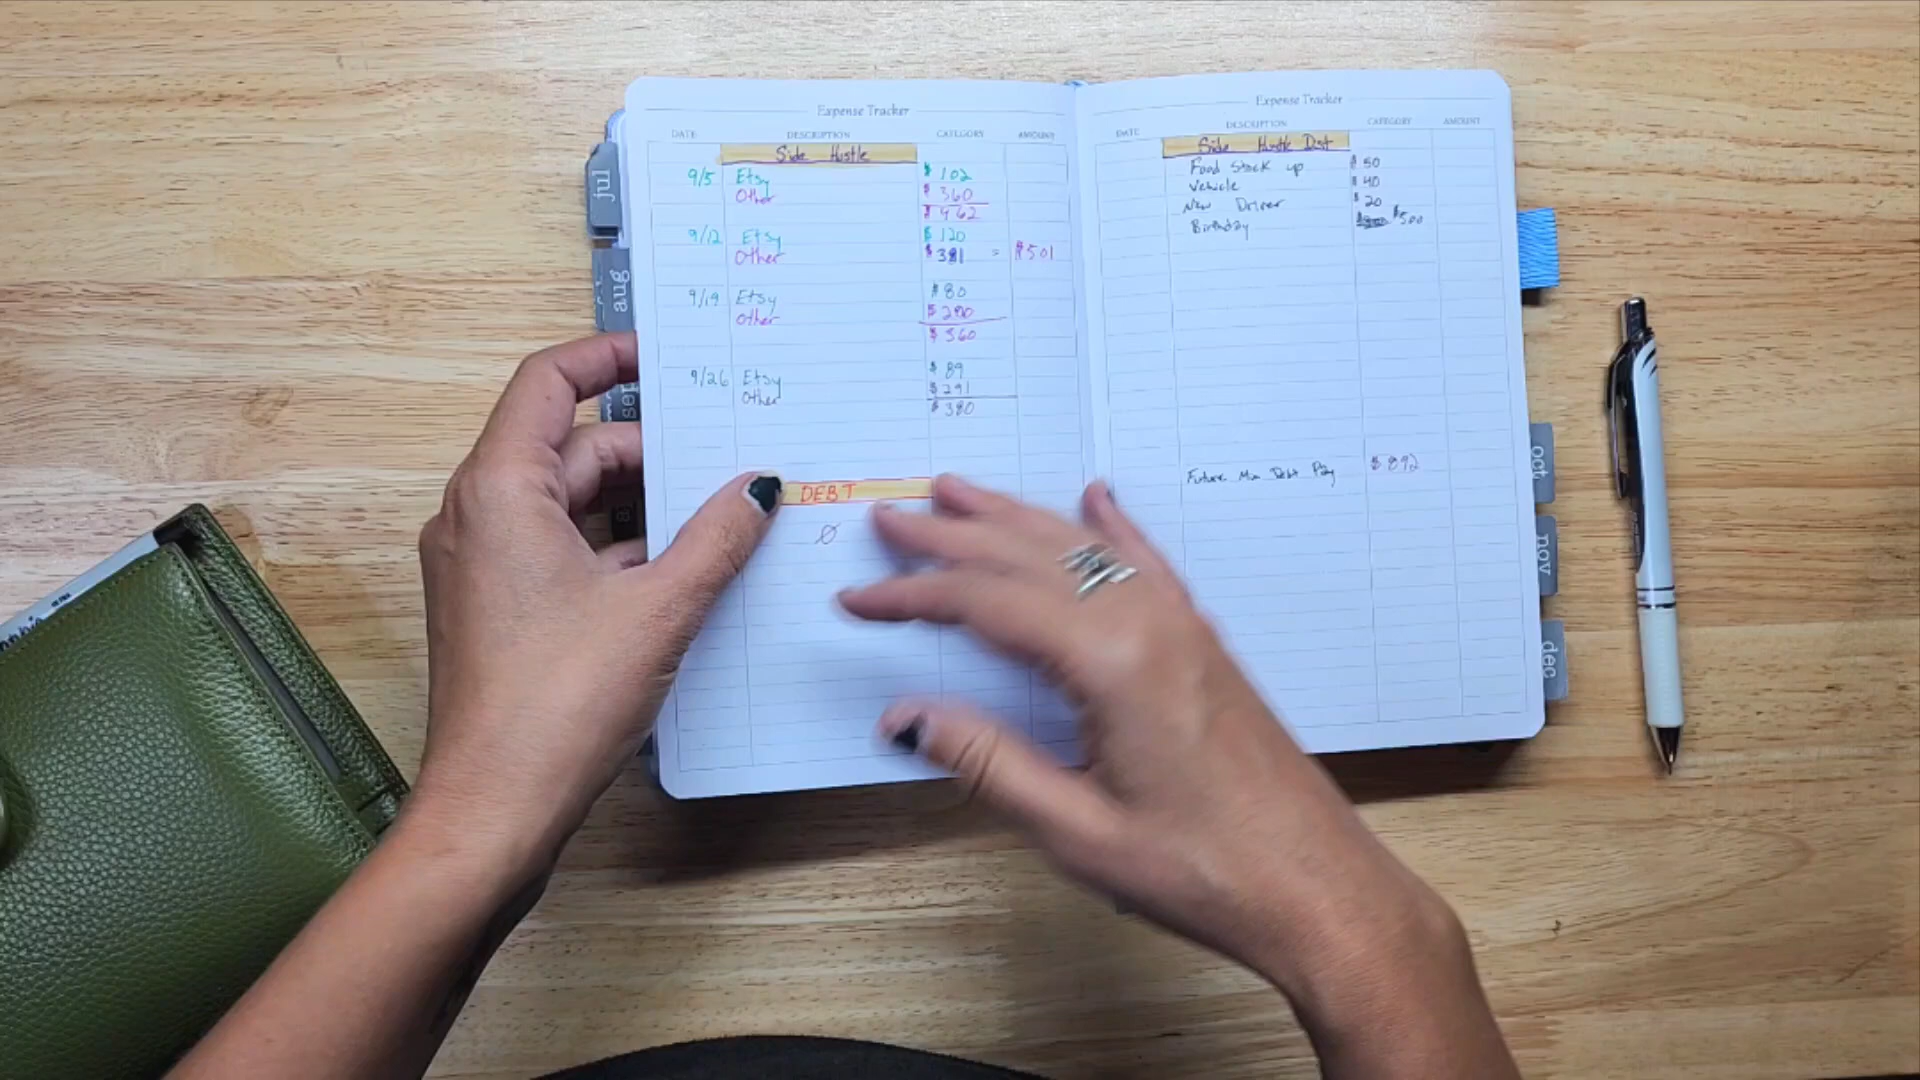 Expense Tracker
DATE DESCRIPTION CATEGORY AMOUNT
Side Hustle
9/5 Etsy $ 102
Other $ 360
$ 462
9/12 Etsy $ 120
Other $ 381 = $501
9/19 Etsy $ 80
Other $ 280
$ 360
9/26 Etsy $ 89
Other $ 291
$ 380
DEBT
Ø
Expense Tracker
DATE DESCRIPTION CATEGORY AMOUNT
Side Hustle Dist
Food Stock up $ 50
Vehicle $ 40
New Driver $ 20
Birthday $500
Future Min Debt Pay $ 892
jul
aug
sep
oct
nov
dec